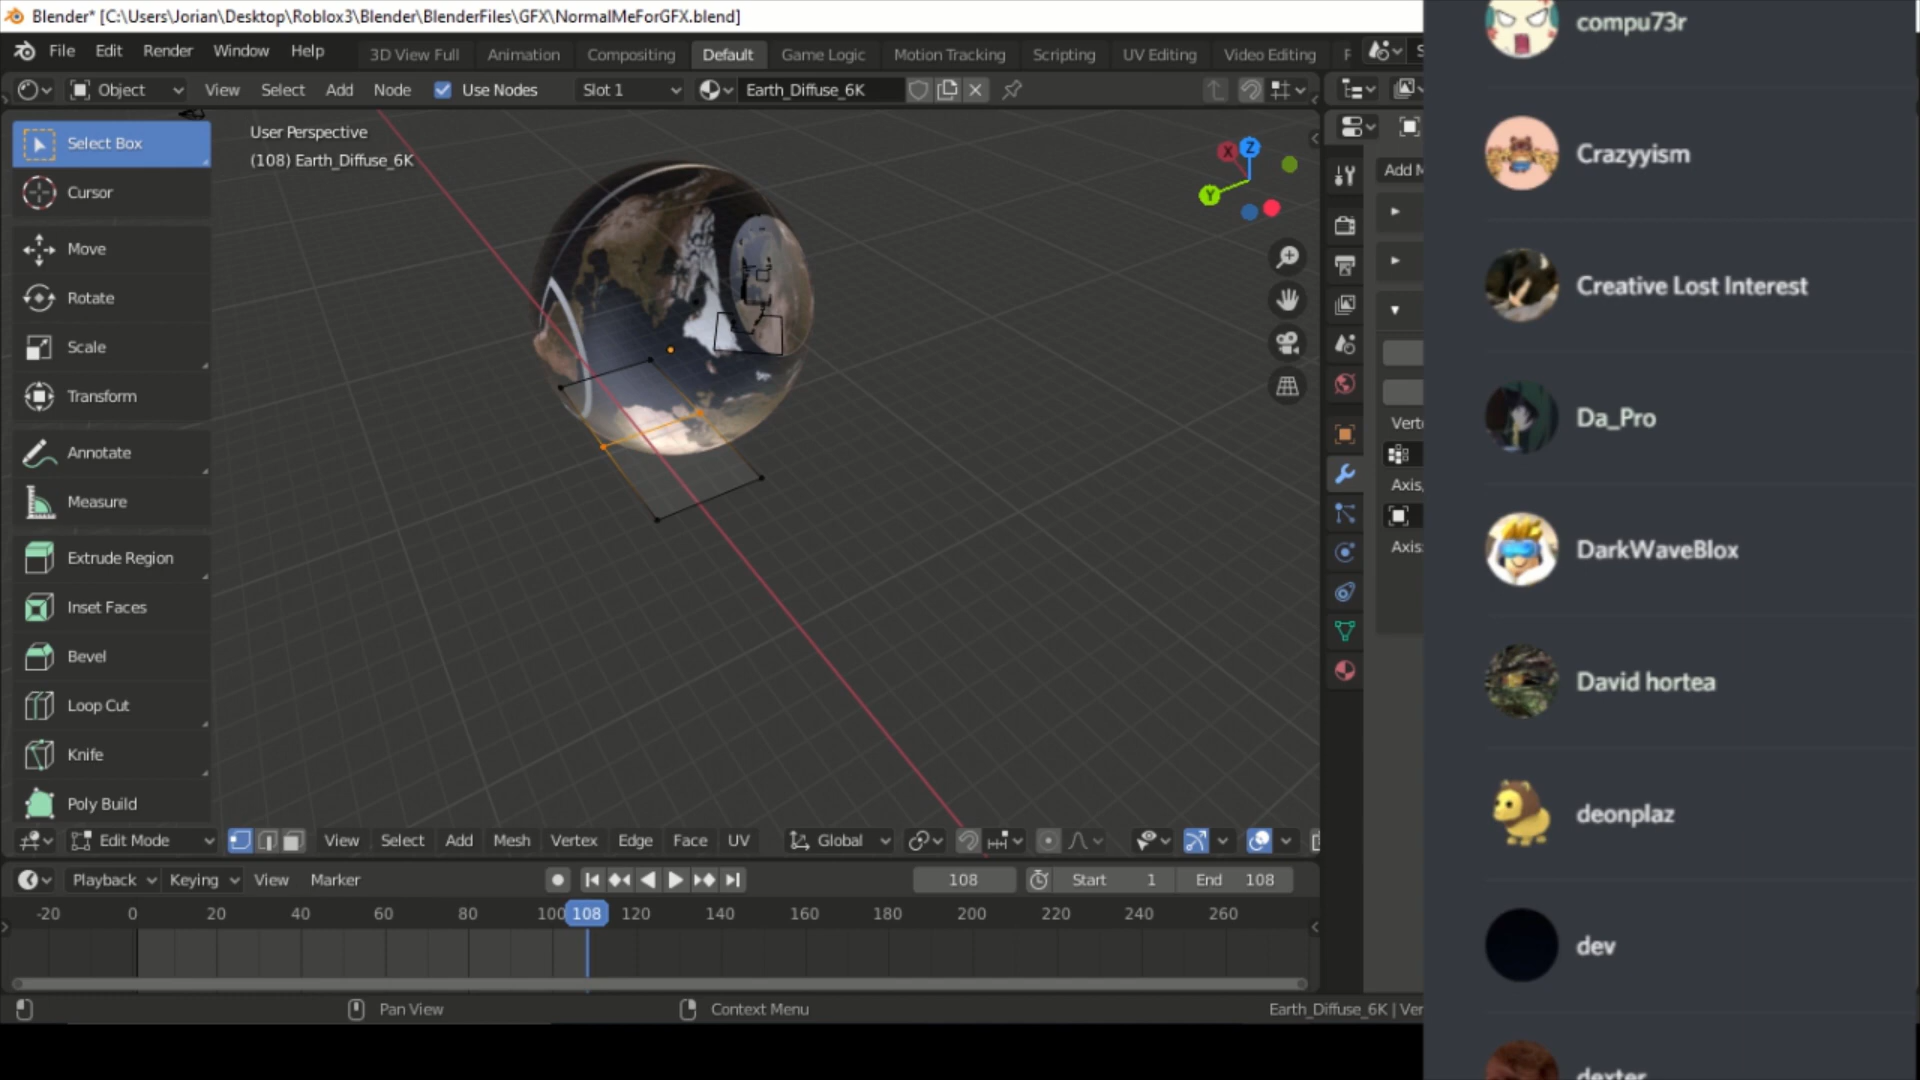 Blender* [C:\Users\Jorian\Desktop\Roblox3\Blender\BlenderFiles\GFX\NormalMeForGFX.blend]
File Edit Render Window Help 3D View Full Animation Compositing Default Game Logic Motion Tracking Scripting UV Editing Video Editing
Object View Select Add Node Use Nodes Slot 1 Earth_Diffuse_6K
User Perspective
(108) Earth_Diffuse_6K
X Z Y
Select Box
Cursor
Move
Rotate
Scale
Transform
Annotate
Measure
Extrude Region
Inset Faces
Bevel
Loop Cut
Knife
Poly Build
Add M
Vert
Axis,
Axis:
Edit Mode View Select Add Mesh Vertex Edge Face UV Global
Playback Keying View Marker 108 Start 1 End 108
-20 0 20 40 60 80 100 108 120 140 160 180 200 220 240 260
Pan View Context Menu Earth_Diffuse_6K | Ver
compu73r
Crazyyism
Creative Lost Interest
Da_Pro
DarkWaveBlox
David hortea
deonplaz
dev
dexter